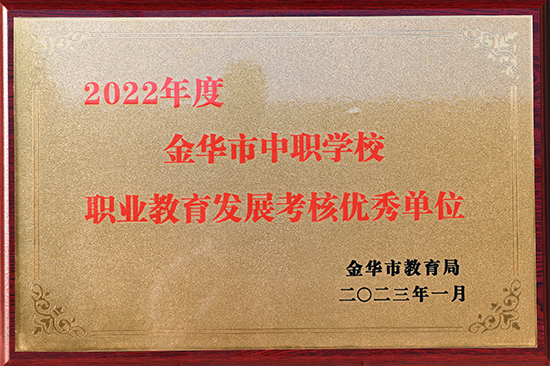 2022年度
金华市中职学校
职业教育发展考核优秀单位
金华市教育局
二〇二三年一月